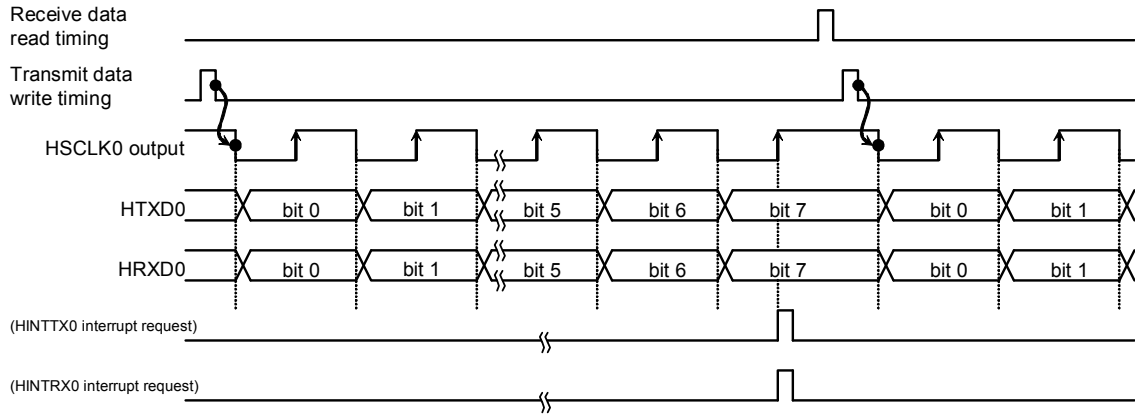 Receive data
read timing
Transmit data
write timing
HSCLK0 output
HTXD0 bit 0 bit 1 bit 5 bit 6 bit 7 bit 0 bit 1
HRXD0 bit 0 bit 1 bit 5 bit 6 bit 7 bit 0 bit 1
(HINTTX0 interrupt request)
(HINTRX0 interrupt request)